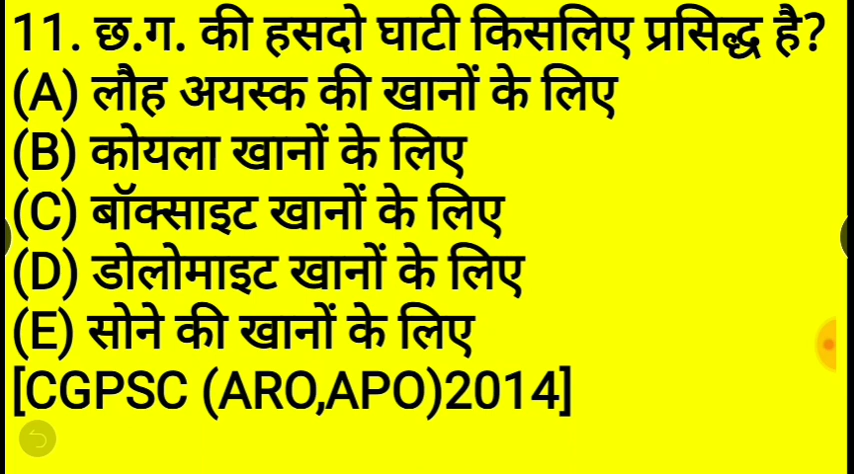 11. छ.ग. की हसदो घाटी किसलिए प्रसिद्ध है?
(A) लौह अयस्क की खानों के लिए
(B) कोयला खानों के लिए
(C) बॉक्साइट खानों के लिए
(D) डोलोमाइट खानों के लिए
(E) सोने की खानों के लिए
[CGPSC (ARO,APO)2014]